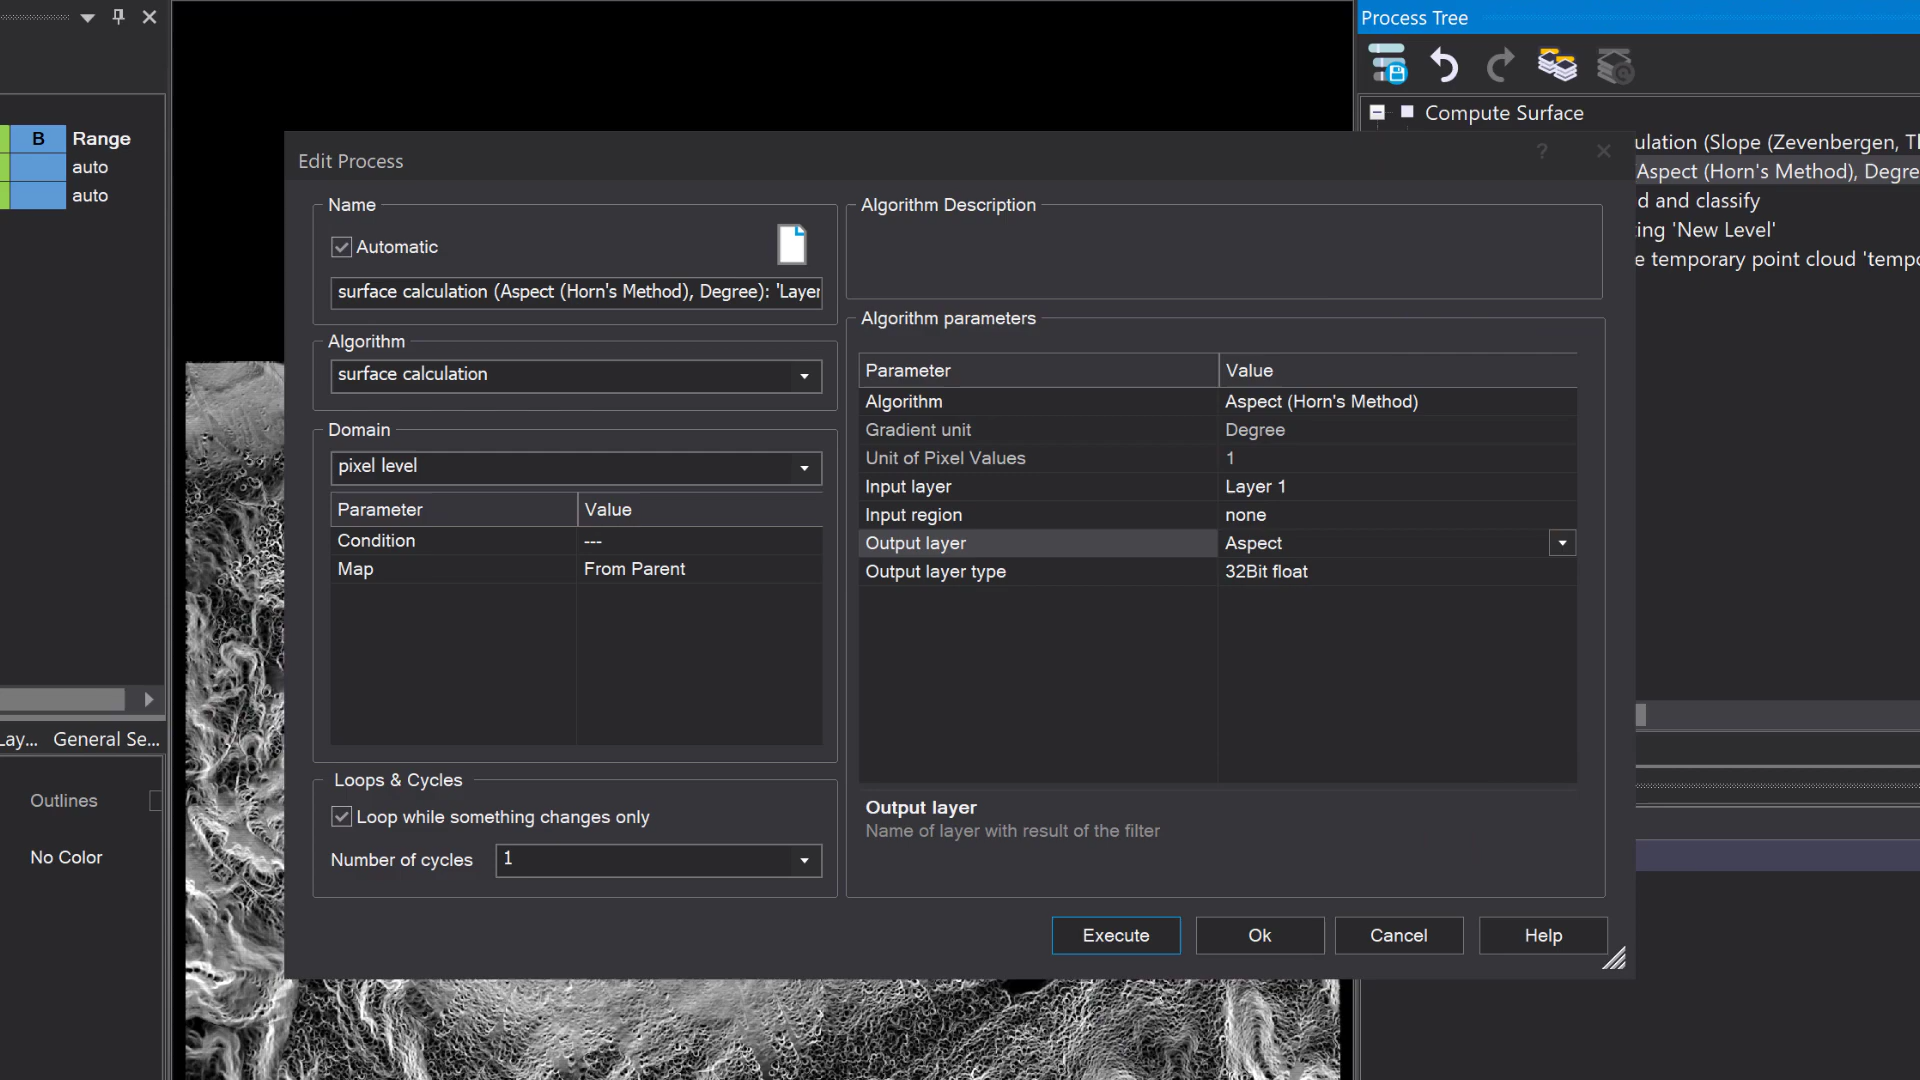 Process Tree
B Range
auto
auto
Lay... General Se...
Outlines
No Color
Edit Process
?
Name
Automatic
surface calculation (Aspect (Horn's Method), Degree): 'Layer
Algorithm
surface calculation
Domain
pixel level
Parameter Value
Condition ---
Map From Parent
Loops & Cycles
Loop while something changes only
Number of cycles 1
Algorithm Description
Algorithm parameters
Parameter Value
Algorithm Aspect (Horn's Method)
Gradient unit Degree
Unit of Pixel Values 1
Input layer Layer 1
Input region none
Output layer Aspect
Output layer type 32Bit float
Output layer
Name of layer with result of the filter
Execute Ok Cancel Help
Compute Surface
ulation (Slope (Zevenbergen, Th
Aspect (Horn's Method), Degre
d and classify
ing 'New Level'
e temporary point cloud 'tempo